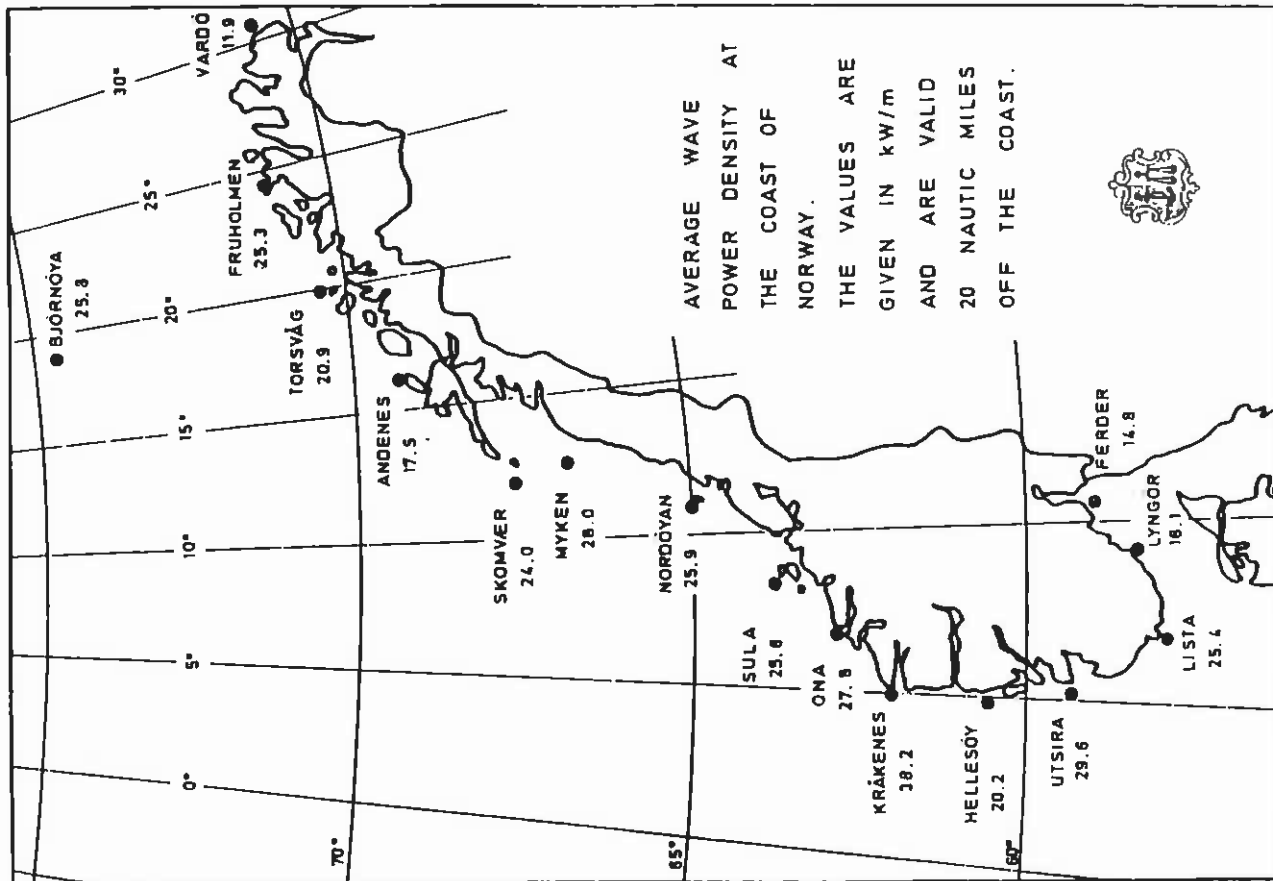 AVERAGE WAVE
POWER DENSITY AT
THE COAST OF
NORWAY.
THE VALUES ARE
GIVEN IN kW/m
AND ARE VALID
20 NAUTIC MILES
OFF THE COAST.
VARDÖ
11.9
30°
FRUHOLMEN
25.3
25°
BJÖRNÖYA
25.8
20°
TORSVÅG
20.9
70°
15°
ANDENES
17.5
10°
SKOMVÆR
24.0
MYKEN
28.0
NORDÖYAN
25.9
65°
5°
SULA
25.6
ONA
27.8
0°
KRÅKENES
38.2
HELLESÖY
20.2
60°
UTSIRA
29.6
LISTA
25.4
LYNGÖR
16.1
FERDER
14.8